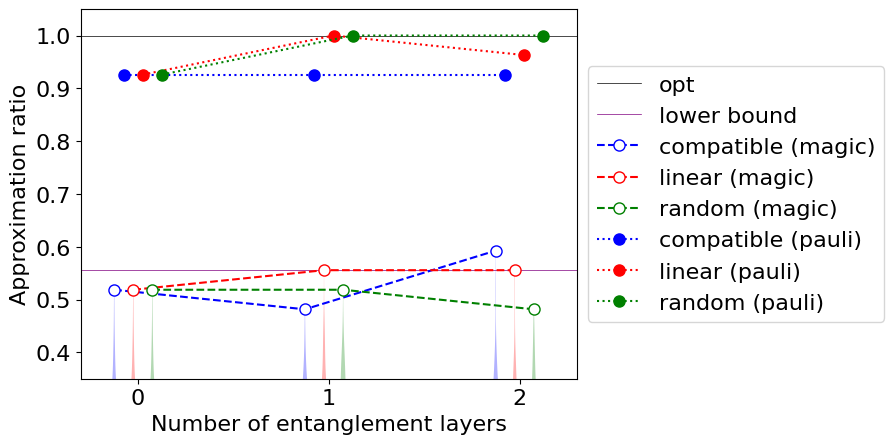 1.0
0.9
0.8
0.7
0.6
0.5
0.4
Approximation ratio
0 1 2
Number of entanglement layers
opt
lower bound
compatible (magic)
linear (magic)
random (magic)
compatible (pauli)
linear (pauli)
random (pauli)